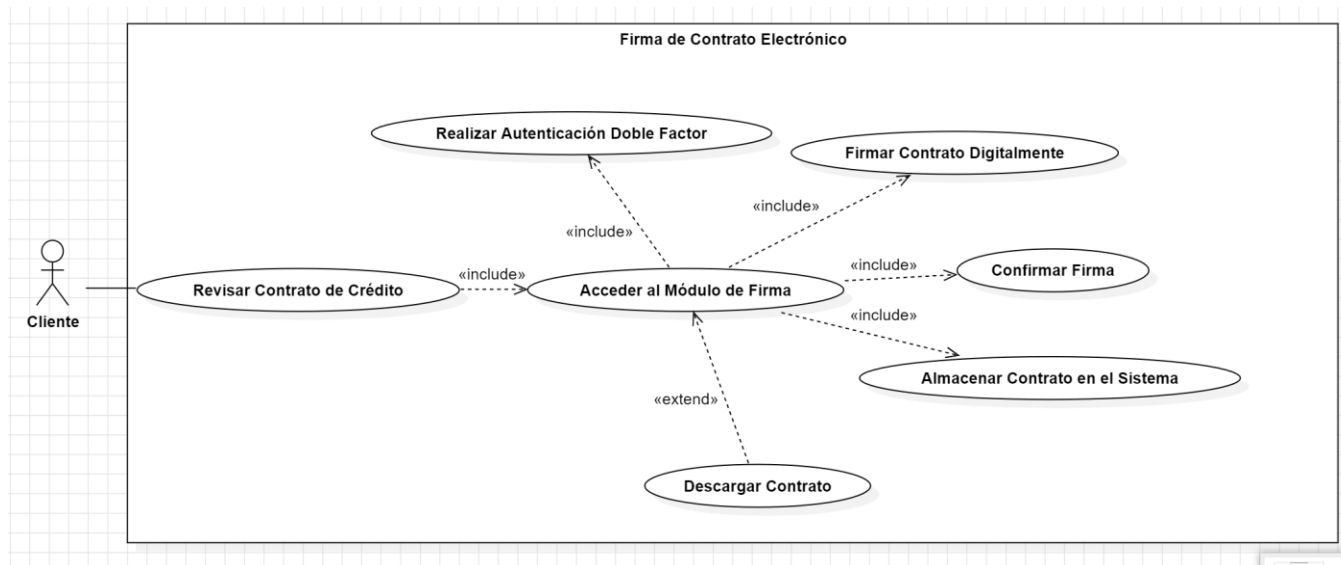 Firma de Contrato Electrónico
Realizar Autenticación Doble Factor
Firmar Contrato Digitalmente
«include»
«include»
«include»
«include»
Confirmar Firma
Revisar Contrato de Crédito
Acceder al Módulo de Firma
Cliente
«include»
Almacenar Contrato en el Sistema
«extend»
Descargar Contrato